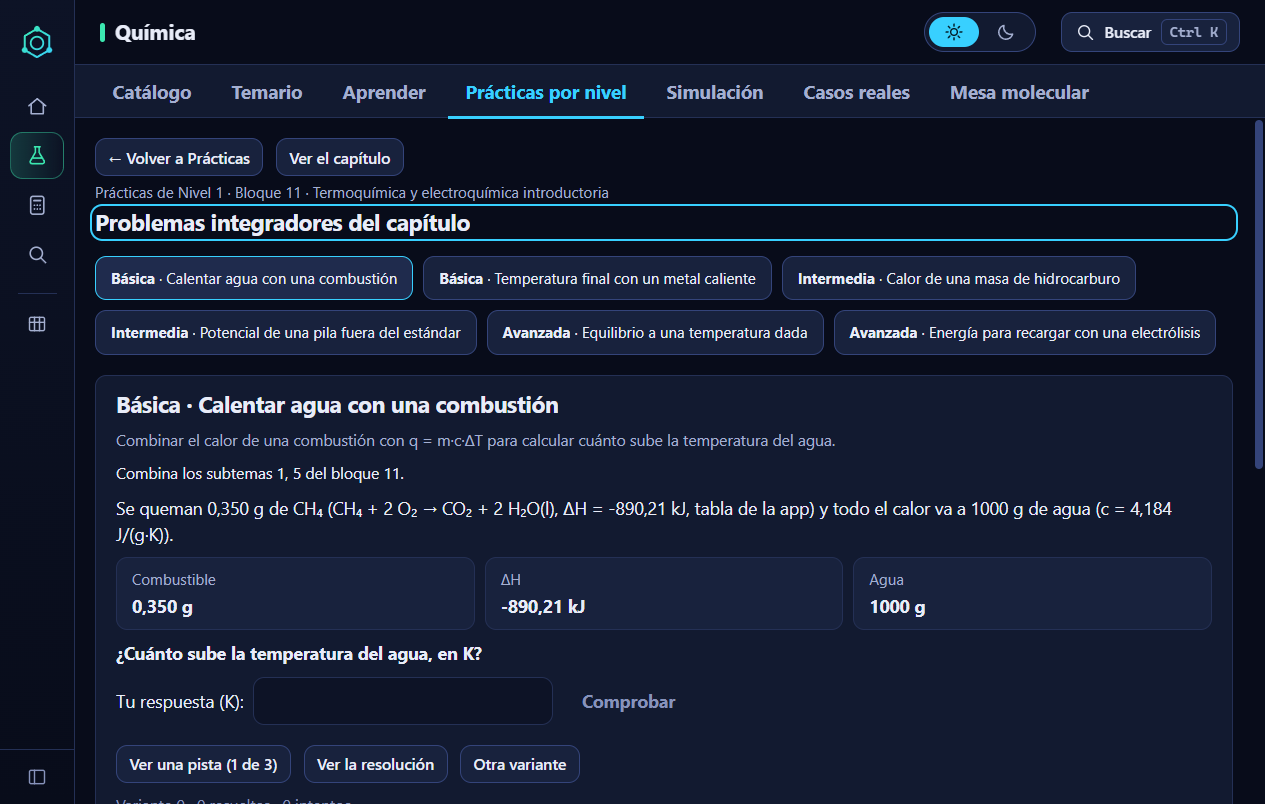 Química
Buscar Ctrl K
Catálogo Temario Aprender Prácticas por nivel Simulación Casos reales Mesa molecular
← Volver a Prácticas Ver el capítulo
Prácticas de Nivel 1 · Bloque 11 · Termoquímica y electroquímica introductoria
Problemas integradores del capítulo
Básica · Calentar agua con una combustión Básica · Temperatura final con un metal caliente Intermedia · Calor de una masa de hidrocarburo
Intermedia · Potencial de una pila fuera del estándar Avanzada · Equilibrio a una temperatura dada Avanzada · Energía para recargar con una electrólisis
Básica · Calentar agua con una combustión
Combinar el calor de una combustión con q = m·c·ΔT para calcular cuánto sube la temperatura del agua.
Combina los subtemas 1, 5 del bloque 11.
Se queman 0,350 g de CH₄ (CH₄ + 2 O₂ → CO₂ + 2 H₂O(l), ΔH = -890,21 kJ, tabla de la app) y todo el calor va a 1000 g de agua (c = 4,184
J/(g·K)).
Combustible ΔH Agua
0,350 g -890,21 kJ 1000 g
¿Cuánto sube la temperatura del agua, en K?
Tu respuesta (K): Comprobar
Ver una pista (1 de 3) Ver la resolución Otra variante